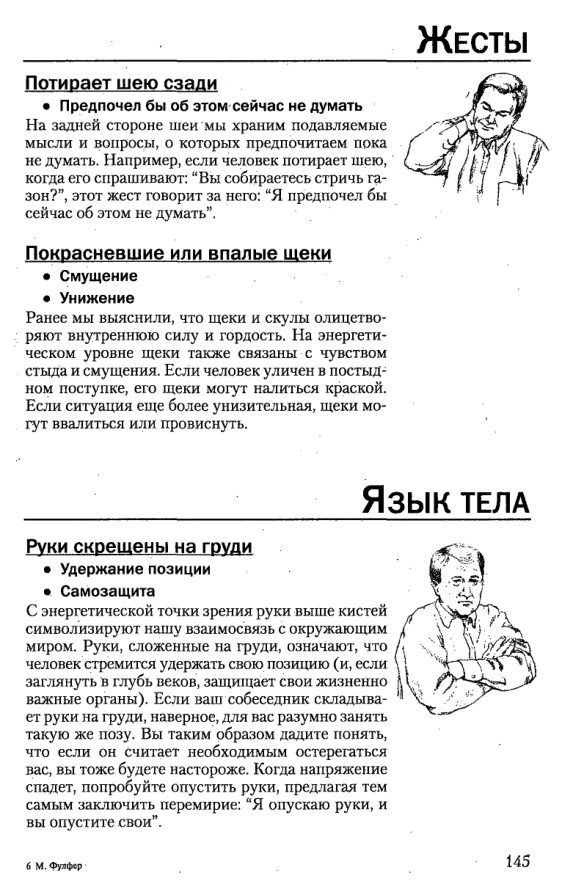 ЖЕСТЫ
Потирает шею сзади
• Предпочел бы об этом сейчас не думать
На задней стороне шеи мы храним подавляемые
мысли и вопросы, о которых предпочитаем пока
не думать. Например, если человек потирает шею,
когда его спрашивают: “Вы собираетесь стричь га-
зон?”, этот жест говорит за него: “Я предпочел бы
сейчас об этом не думать”.
Покрасневшие или впалые щеки
• Смущение
• Унижение
Ранее мы выяснили, что щеки и скулы олицетво-
ряют внутреннюю силу и гордость. На энергети-
ческом уровне щеки также связаны с чувством
стыда и смущения. Если человек уличен в постыд-
ном поступке, его щеки могут налиться краской.
Если ситуация еще более унизительная, щеки мо-
гут ввалиться или провиснуть.
ЯЗЫК ТЕЛА
Руки скрещены на груди
• Удержание позиции
• Самозащита
С энергетической точки зрения руки выше кистей
символизируют нашу взаимосвязь с окружающим
миром. Руки, сложенные на груди, означают, что
человек стремится удержать свою позицию (и, если
заглянуть в глубь веков, защищает свои жизненно
важные органы). Если ваш собеседник складыва-
ет руки на груди, наверное, для вас разумно занять
такую же позу. Вы таким образом дадите понять,
что если он считает необходимым остерегаться
вас, вы тоже будете настороже. Когда напряжение
спадет, попробуйте опустить руки, предлагая тем
самым заключить перемирие: “Я опускаю руки, и
вы опустите свои”.
6 М. Фулфер
145